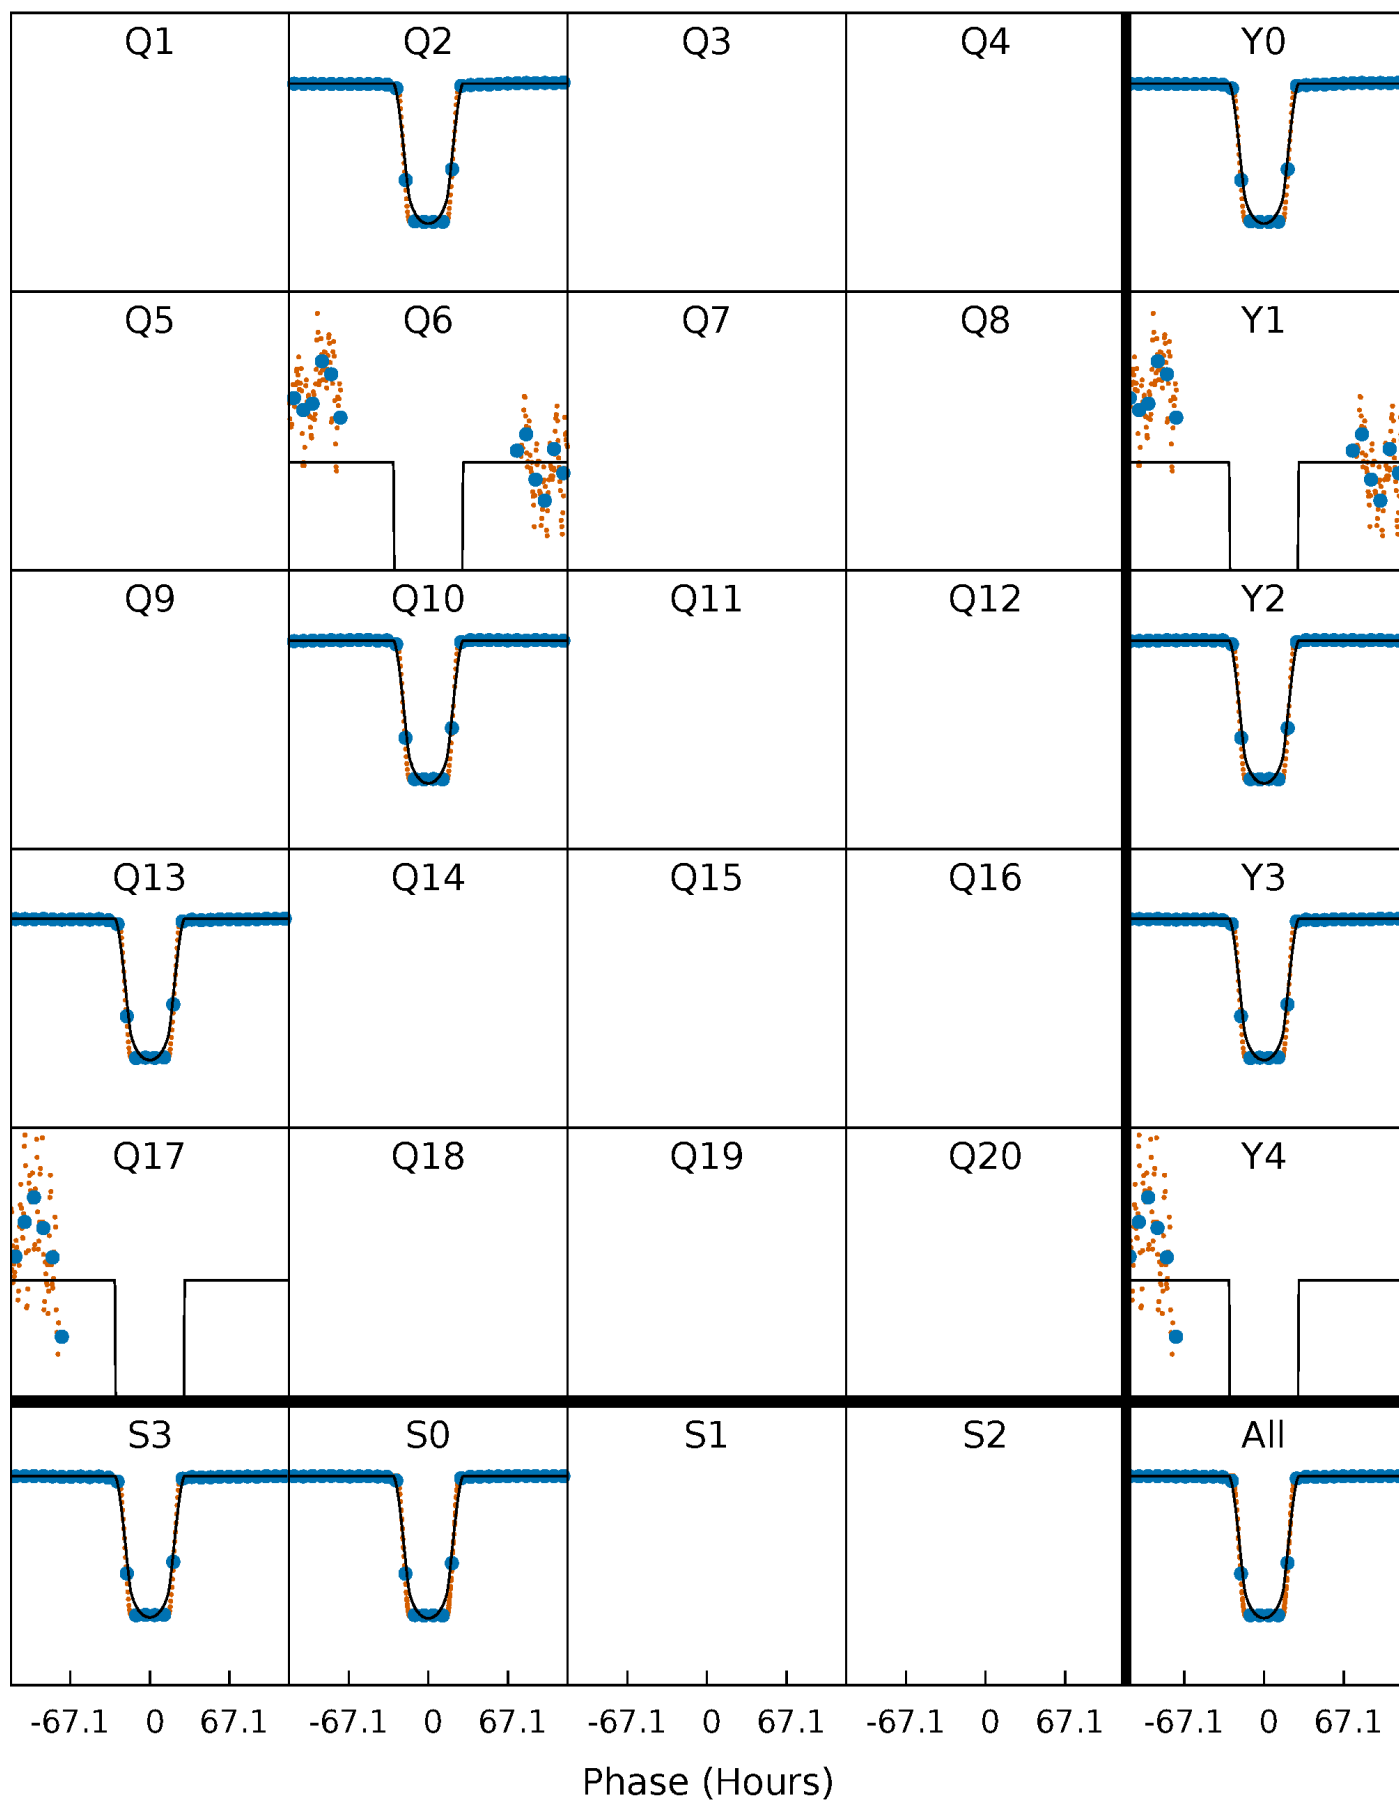 Q1 Q2 Q3 Q4 Y0
Q5 Q6 Q7 Q8 Y1
Q9 Q10 Q11 Q12 Y2
Q13 Q14 Q15 Q16 Y3
Q17 Q18 Q19 Q20 Y4
S3 S0 S1 S2 All
-67.1 0 67.1 -67.1 0 67.1 -67.1 0 67.1 -67.1 0 67.1 -67.1 0 67.1
Phase (Hours)